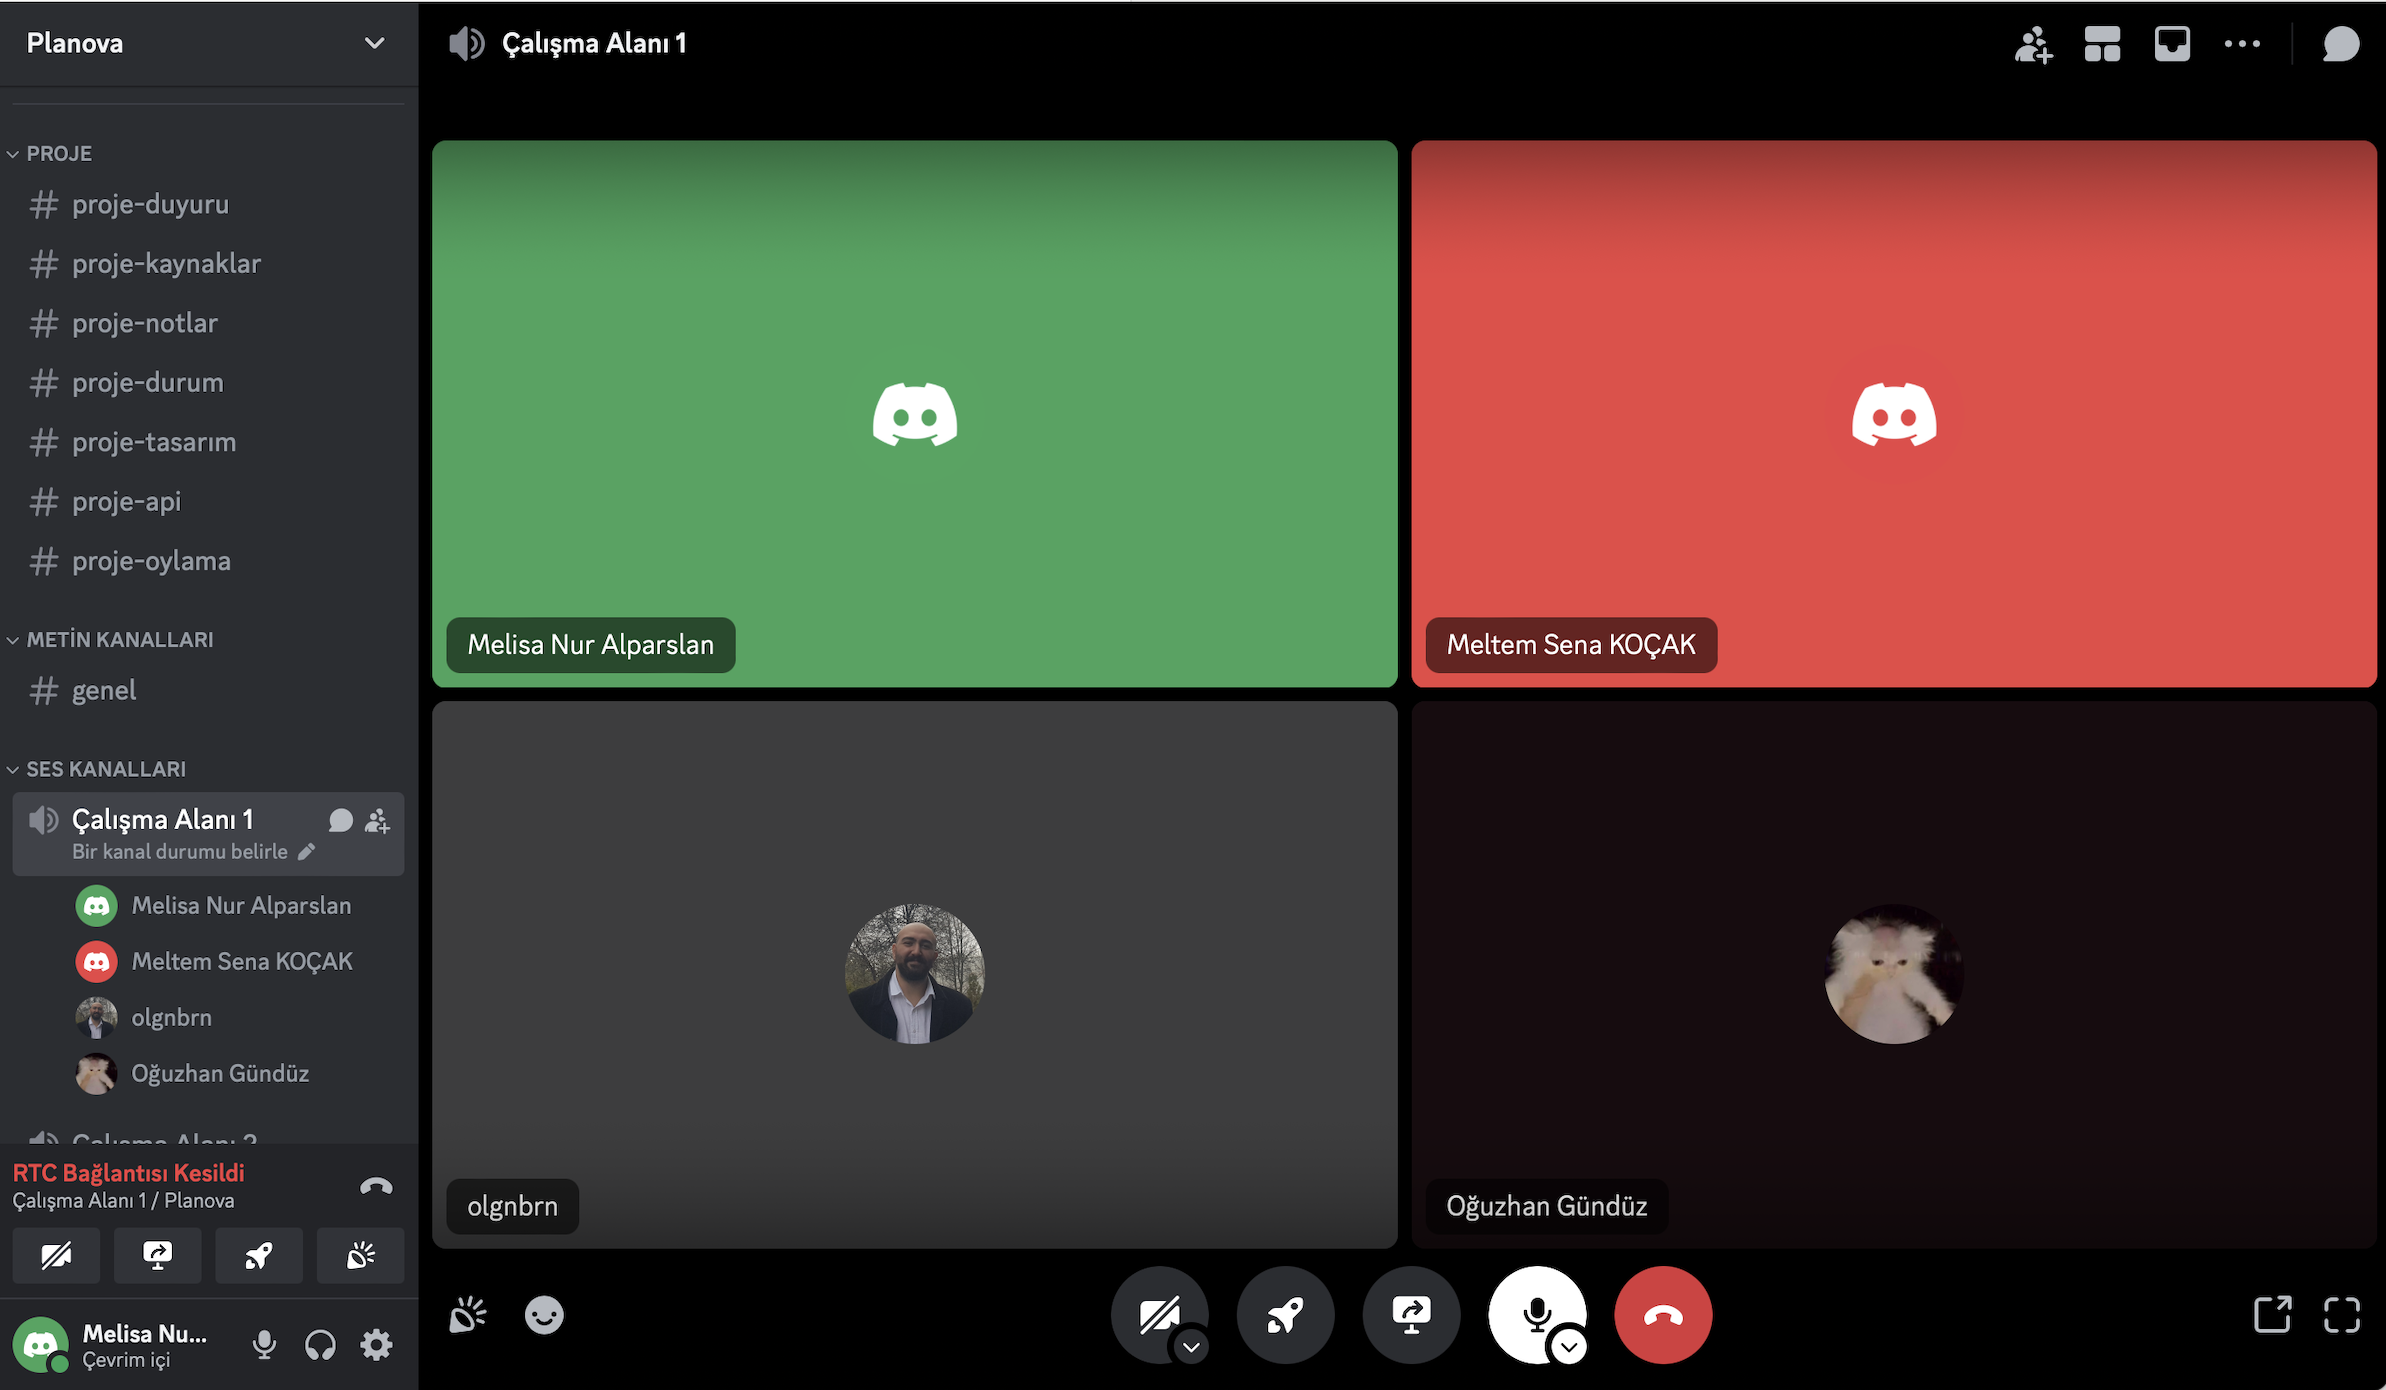 Planova
PROJE
proje-duyuru
proje-kaynaklar
proje-notlar
proje-durum
proje-tasarım
proje-api
proje-oylama
METİN KANALLARI
genel
SES KANALLARI
Çalışma Alanı 1
Bir kanal durumu belirle
Melisa Nur Alparslan
Meltem Sena KOÇAK
olgnbrn
Oğuzhan Gündüz
Çalışma Alanı 2
RTC Bağlantısı Kesildi
Çalışma Alanı 1 / Planova
Melisa Nu...
Çevrim içi
Çalışma Alanı 1
Melisa Nur Alparslan
Meltem Sena KOÇAK
olgnbrn
Oğuzhan Gündüz